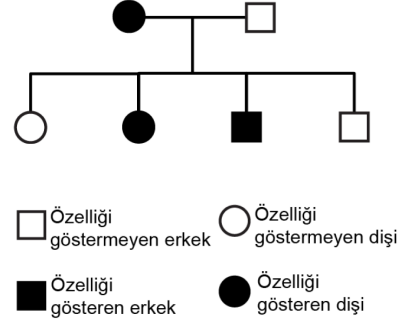 Özelliği
göstermeyen erkek
Özelliği
göstermeyen dişi
Özelliği
gösteren erkek
Özelliği
gösteren dişi